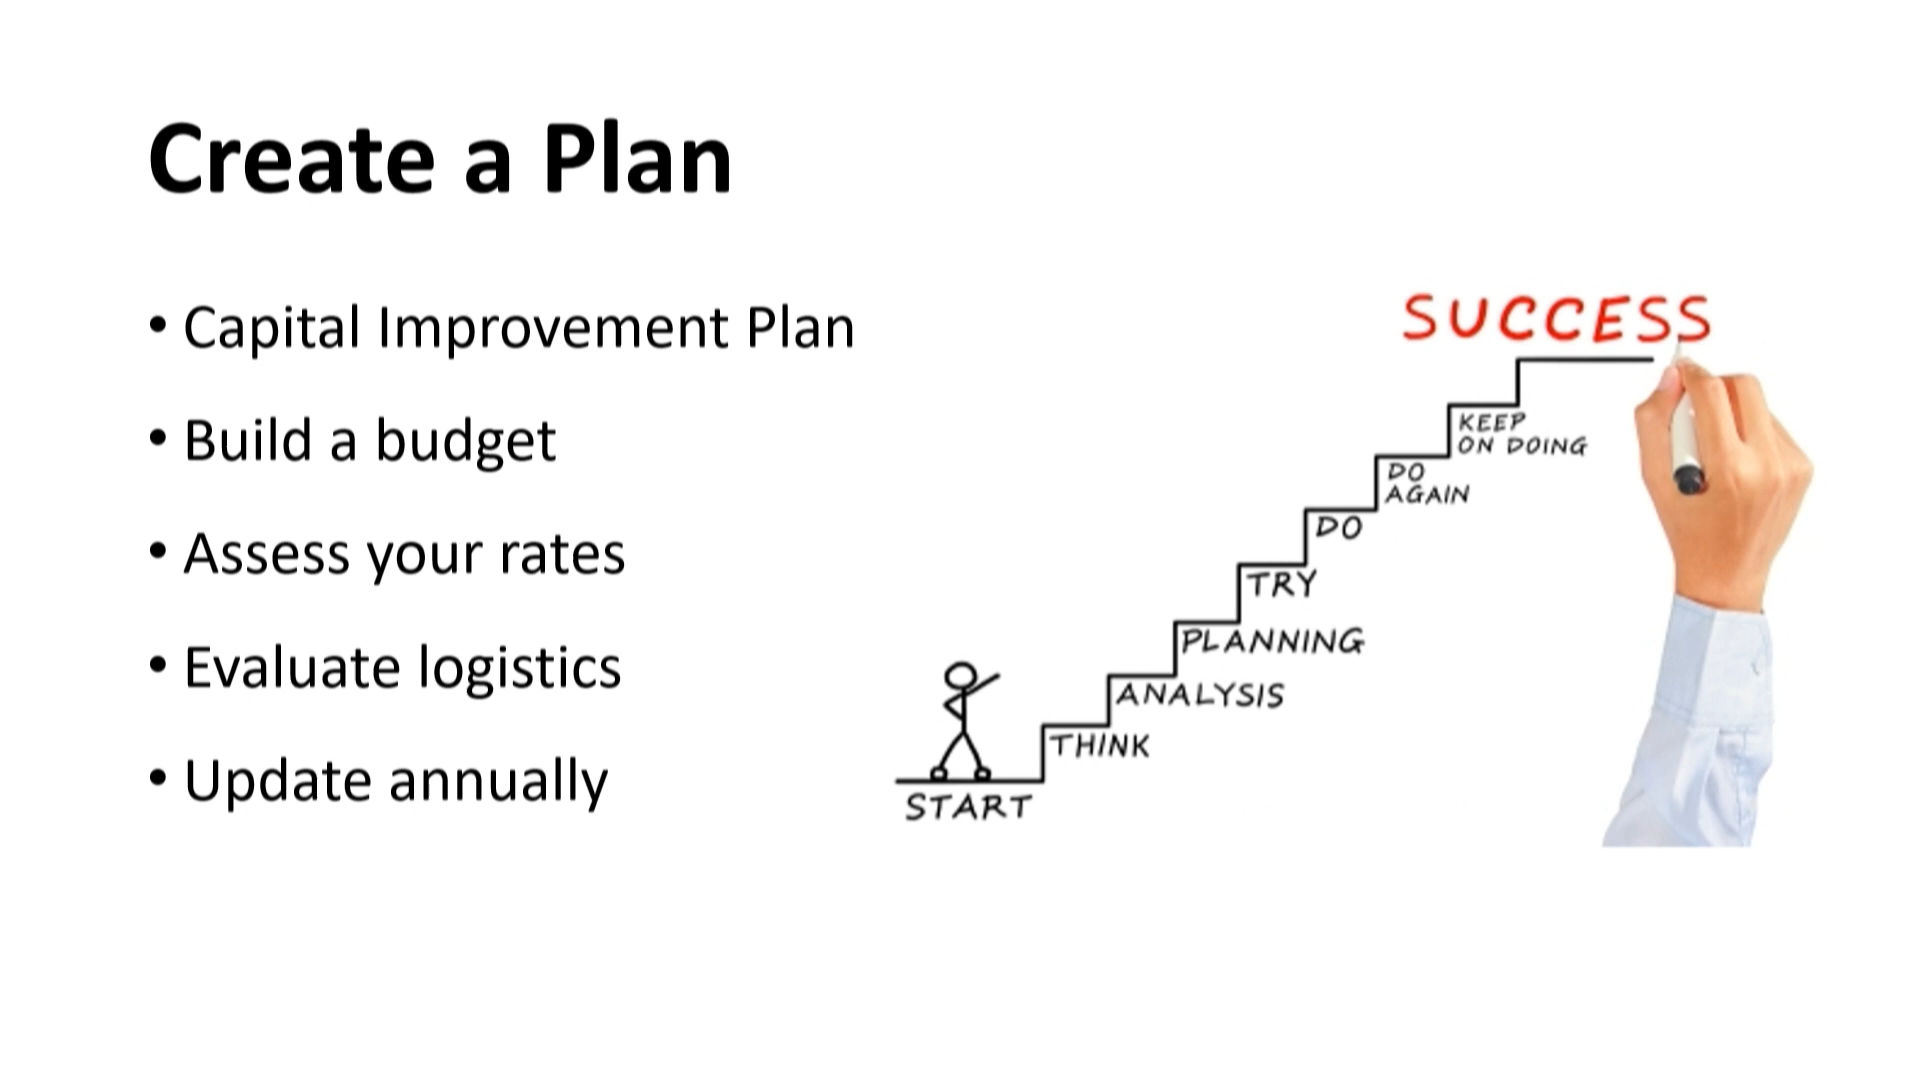 Create a Plan
• Capital Improvement Plan
• Build a budget
• Assess your rates
• Evaluate logistics
• Update annually
SUCCESS
KEEP
ON DOING
DO
AGAIN
DO
TRY
PLANNING
ANALYSIS
THINK
START